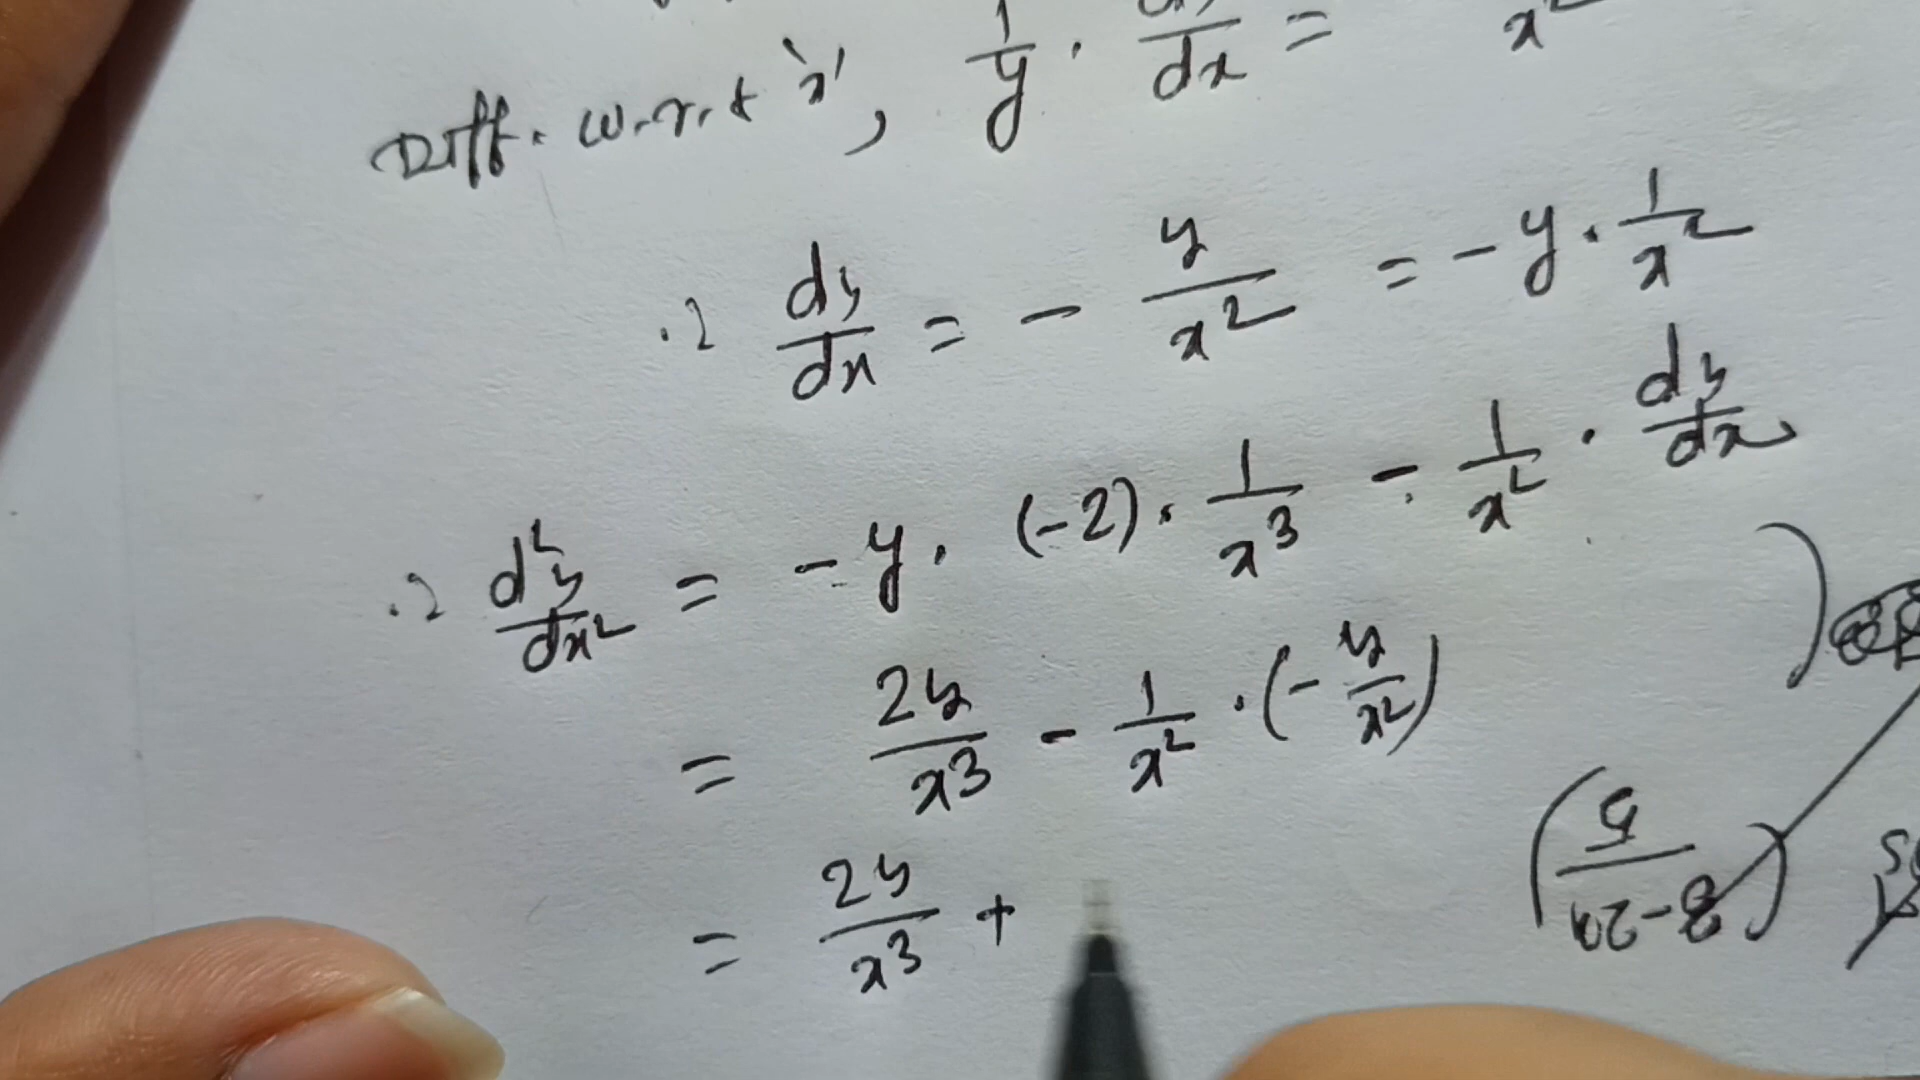 Diff. w.r.t 'x', 1/y · dy/dx = x²
∴ dy/dx = - y/x² = -y · 1/x²
∴ d²y/dx² = -y · (-2) · 1/x³ - 1/x² · dy/dx
= 2y/x³ - 1/x² · (- y/x²)
= 2y/x³ +